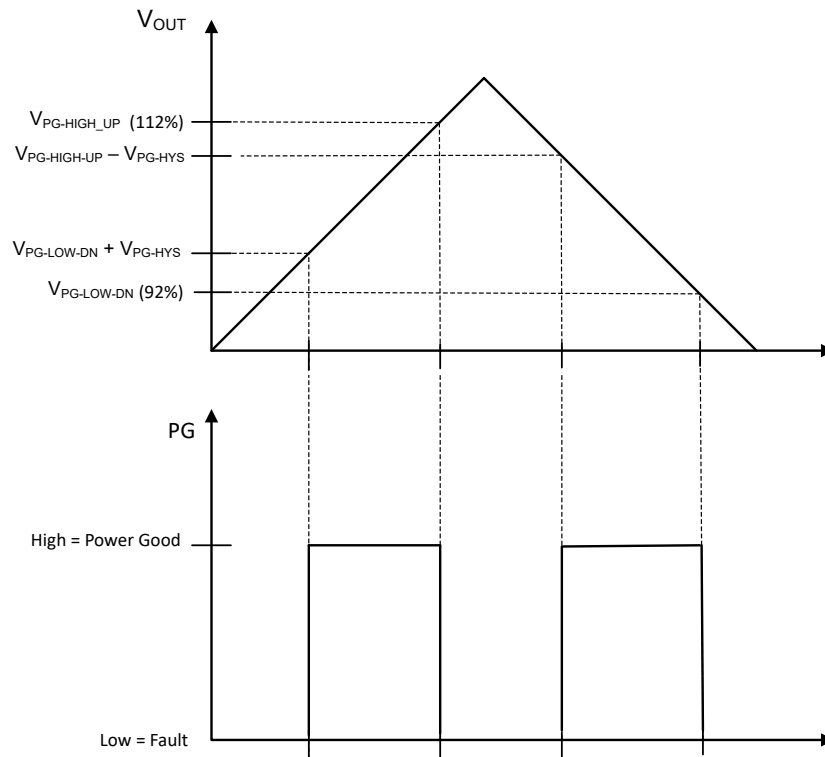 VOUT
VPG-HIGH_UP (112%)
VPG-HIGH-UP – VPG-HYS
VPG-LOW-DN + VPG-HYS
VPG-LOW-DN (92%)
PG
High = Power Good
Low = Fault